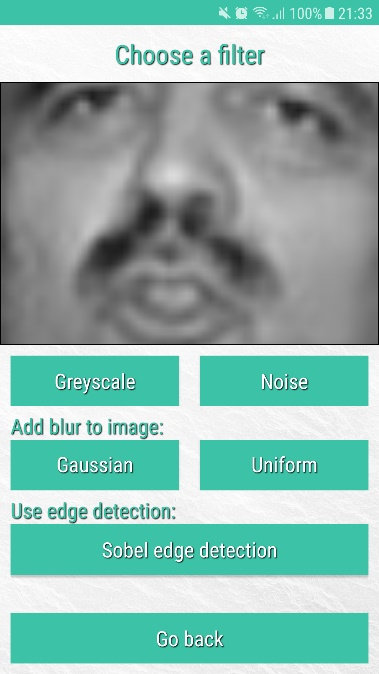 100% 21:33
Choose a filter
Greyscale Noise
Add blur to image:
Gaussian Uniform
Use edge detection:
Sobel edge detection
Go back